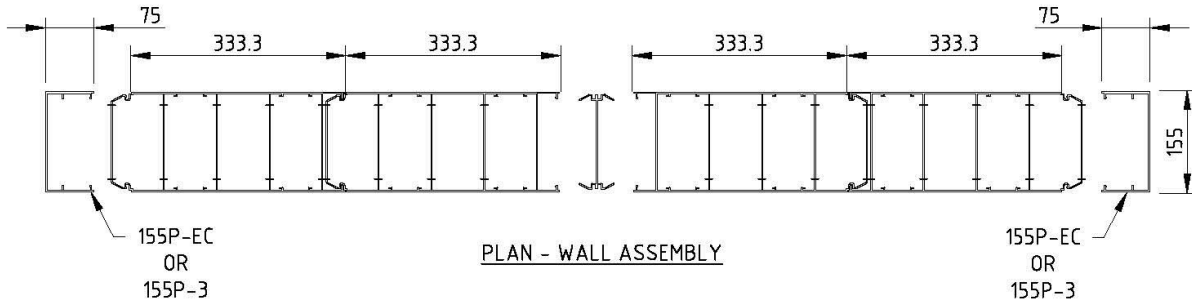 75
333.3
333.3
333.3
333.3
75
155
155P-EC
OR
155P-3
PLAN - WALL ASSEMBLY
155P-EC
OR
155P-3